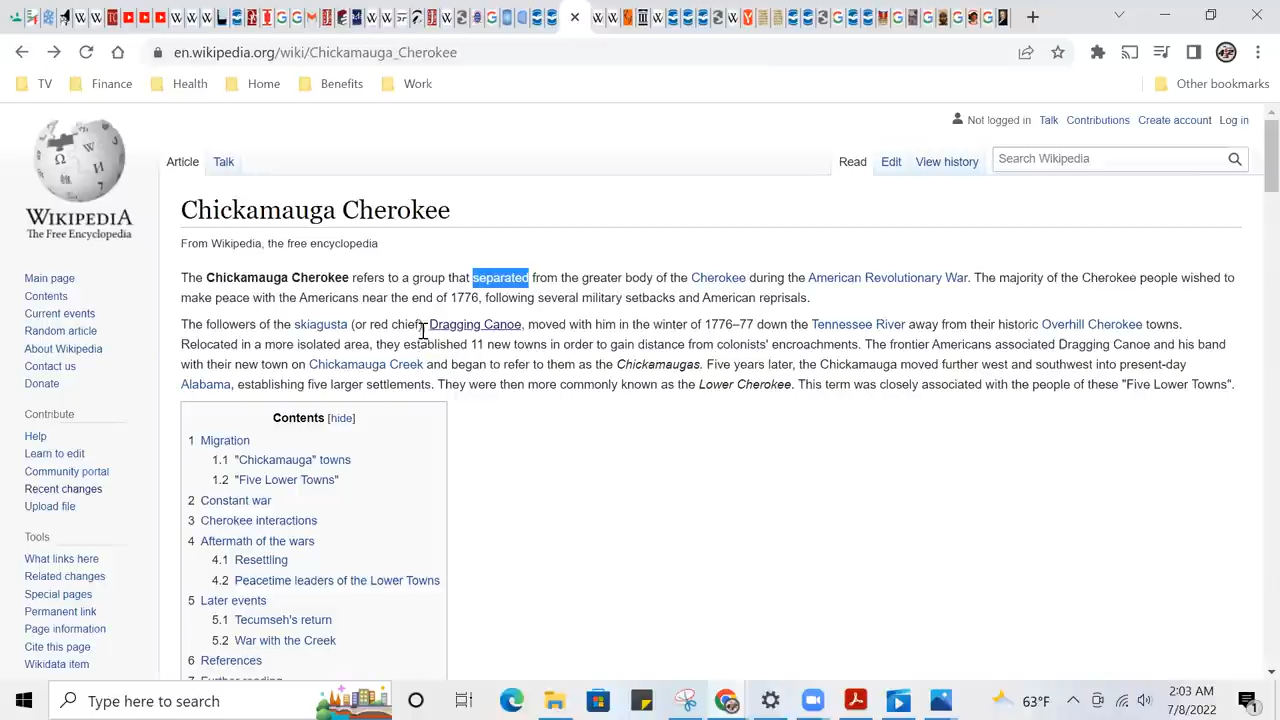 en.wikipedia.org/wiki/Chickamauga_Cherokee
TV Finance Health Home Benefits Work Other bookmarks
Not logged in Talk Contributions Create account Log in
Article Talk Read Edit View history Search Wikipedia
WIKIPEDIA
The Free Encyclopedia
Main page
Contents
Current events
Random article
About Wikipedia
Contact us
Donate
Contribute
Help
Learn to edit
Community portal
Recent changes
Upload file
Tools
What links here
Related changes
Special pages
Permanent link
Page information
Cite this page
Wikidata item
Chickamauga Cherokee
From Wikipedia, the free encyclopedia
The Chickamauga Cherokee refers to a group that separated from the greater body of the Cherokee during the American Revolutionary War. The majority of the Cherokee people wished to
make peace with the Americans near the end of 1776, following several military setbacks and American reprisals.
The followers of the skiagusta (or red chief) Dragging Canoe, moved with him in the winter of 1776–77 down the Tennessee River away from their historic Overhill Cherokee towns.
Relocated in a more isolated area, they established 11 new towns in order to gain distance from colonists' encroachments. The frontier Americans associated Dragging Canoe and his band
with their new town on Chickamauga Creek and began to refer to them as the Chickamaugas. Five years later, the Chickamauga moved further west and southwest into present-day
Alabama, establishing five larger settlements. They were then more commonly known as the Lower Cherokee. This term was closely associated with the people of these "Five Lower Towns".
Contents [hide]
1 Migration
1.1 "Chickamauga" towns
1.2 "Five Lower Towns"
2 Constant war
3 Cherokee interactions
4 Aftermath of the wars
4.1 Resettling
4.2 Peacetime leaders of the Lower Towns
5 Later events
5.1 Tecumseh's return
5.2 War with the Creek
6 References
7 Further reading
Type here to search
63°F
2:03 AM
7/8/2022